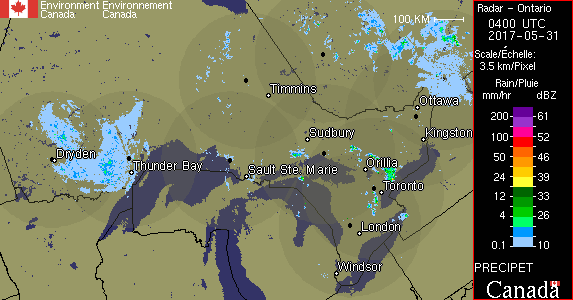 Environment Environnement
Canada Canada
100 KM
Timmins
Ottawa
Sudbury
Kingston
Dryden
Thunder Bay
Sault Ste. Marie
Orillia
Toronto
London
Windsor
Radar - Ontario
0400 UTC
2017-05-31
Scale/Échelle:
3.5 km/Pixel
Rain/Pluie
mm/hr dBZ
200 61
100 52
50 46
24 39
12 33
4 26
0.1 10
PRECIPET
Canada